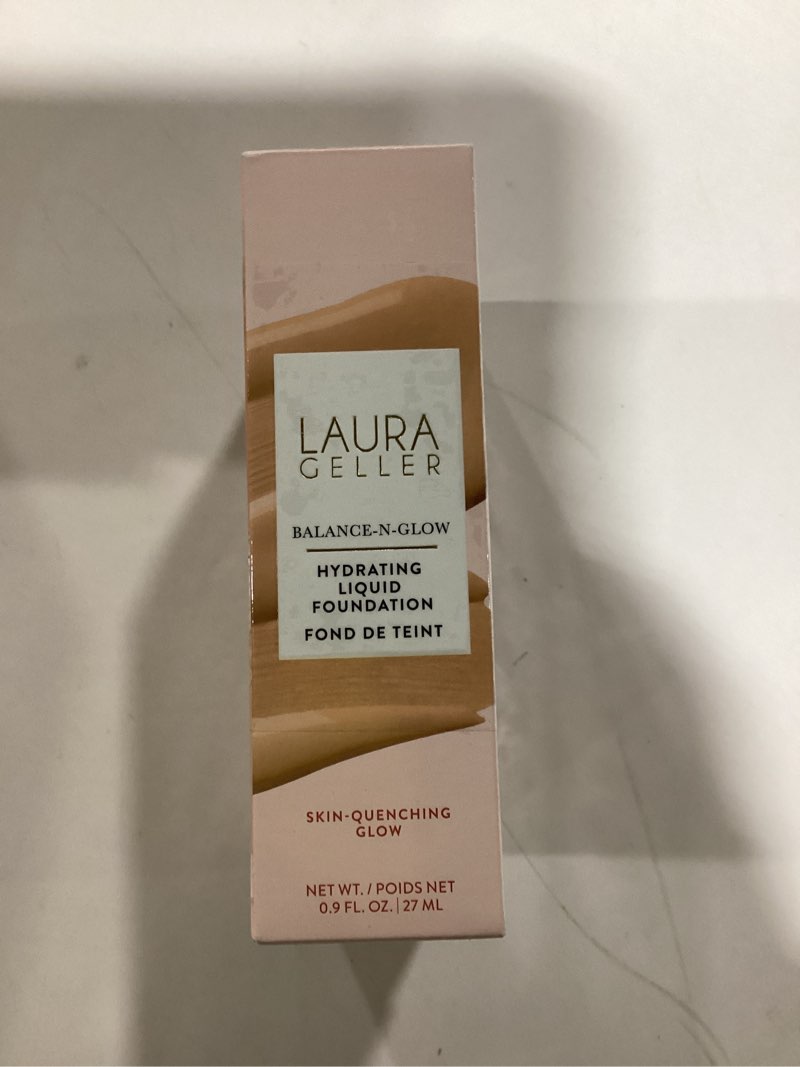 LAURA
GELLER
BALANCE-N-GLOW
HYDRATING
LIQUID
FOUNDATION
FOND DE TEINT
SKIN-QUENCHING
GLOW
NET WT. / POIDS NET
0.9 FL. OZ. | 27 ML